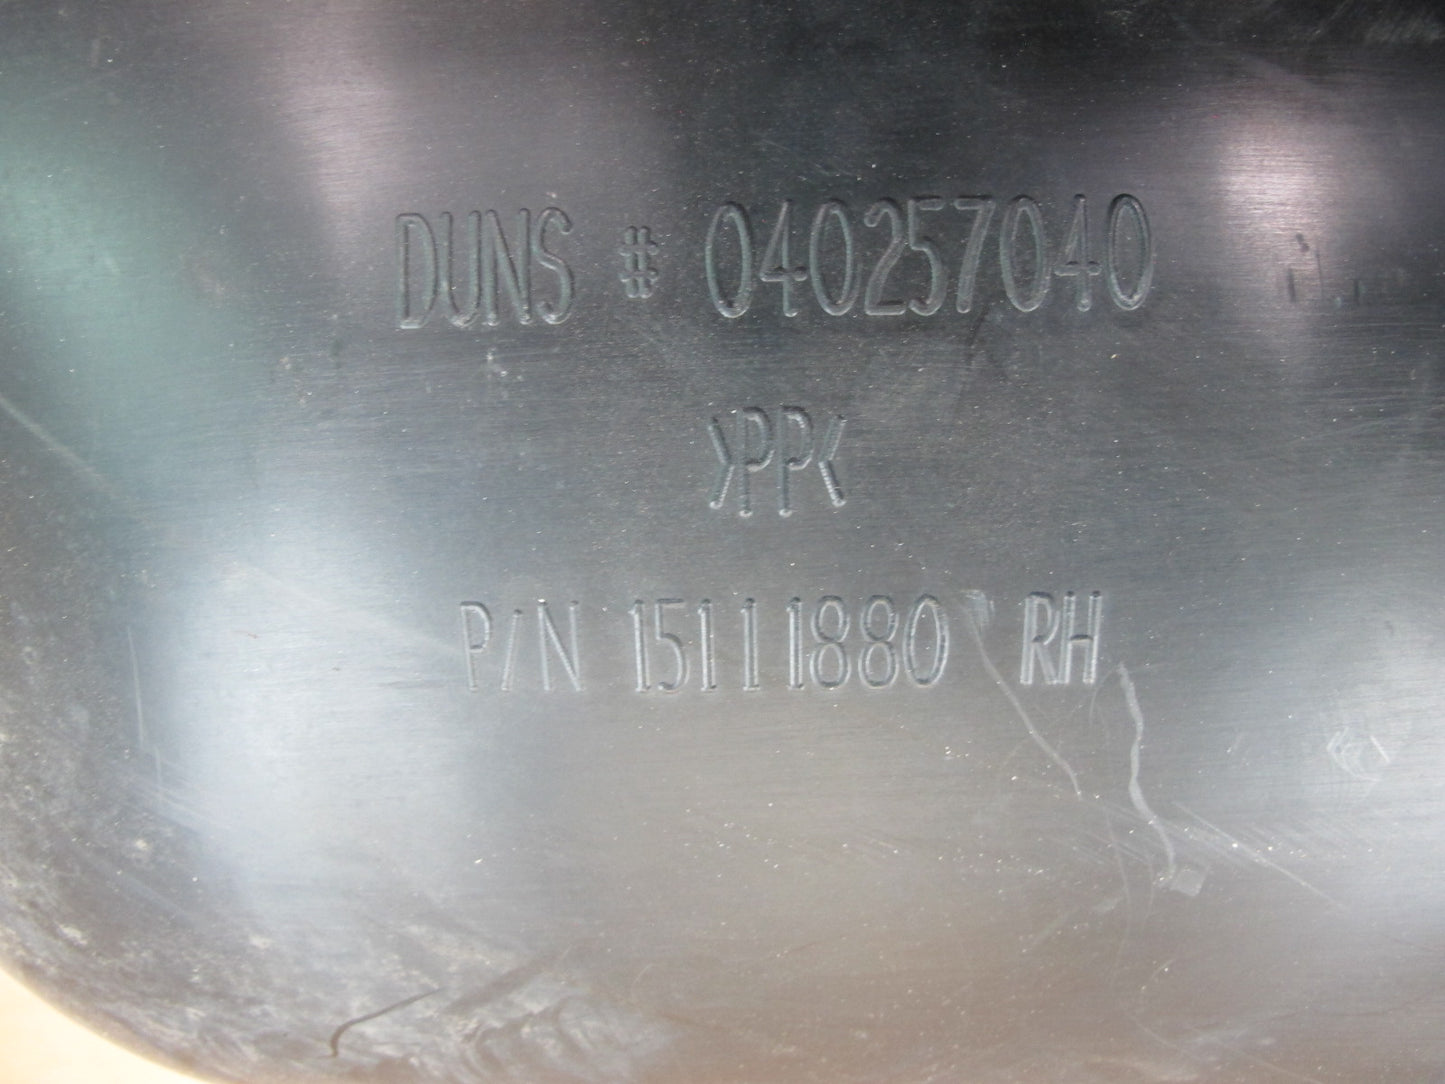 DUNS # 040257040
>PP<
P/N 15111880 RH